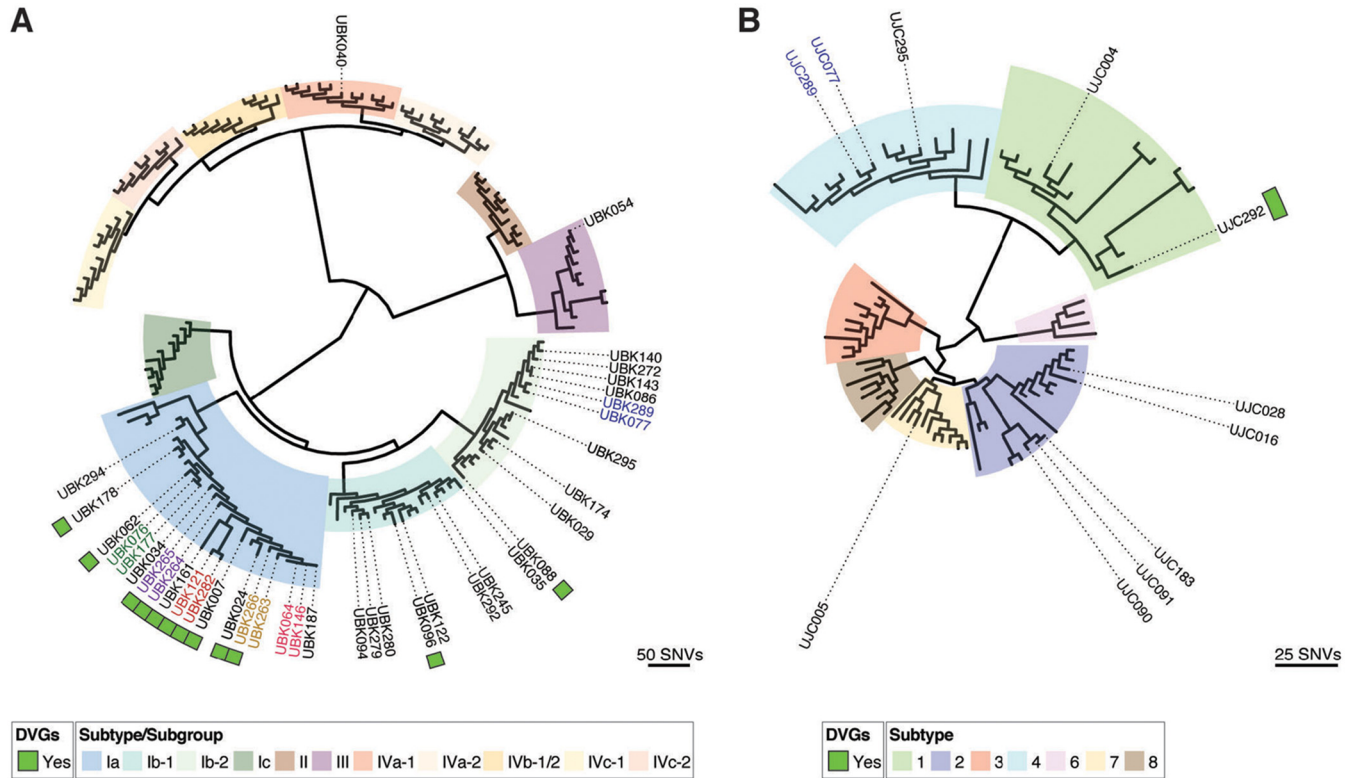 A
B
UBK040
UBK054
UBK140
UBK272
UBK143
UBK086
UBK289
UBK077
UBK295
UBK174
UBK029
UBK088
UBK035
UBK245
UBK292
UBK122
UBK096
UBK280
UBK279
UBK094
UBK187
UBK146
UBK064
UBK263
UBK266
UBK024
UBK007
UBK282
UBK121
UBK161
UBK264
UBK265
UBK034
UBK177
UBK076
UBK062
UBK178
UBK294
50 SNVs
UJC289
UJC077
UJC295
UJC004
UJC292
UJC028
UJC016
UJC183
UJC091
UJC090
UJC005
25 SNVs
DVGs
Yes
Subtype/Subgroup
Ia Ib-1 Ib-2 Ic II III IVa-1 IVa-2 IVb-1/2 IVc-1 IVc-2
DVGs
Yes
Subtype
1 2 3 4 6 7 8